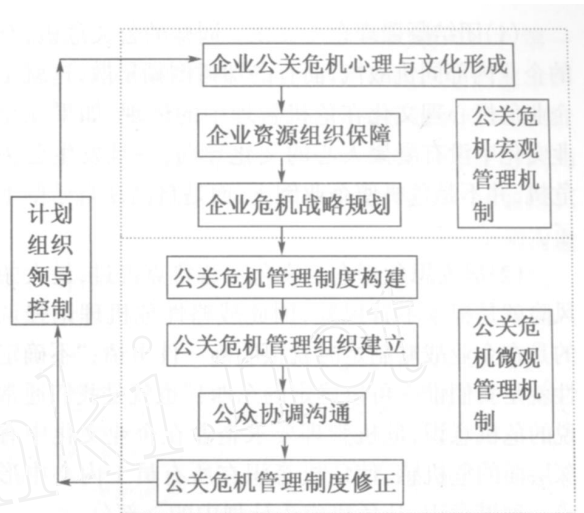 企业公关危机心理与文化形成
企业资源组织保障
企业危机战略规划
公关危
机宏观
管理机
制
计划
组织
领导
控制
公关危机管理制度构建
公关危机管理组织建立
公众协调沟通
公关危机管理制度修正
公关危
机微观
管理机
制